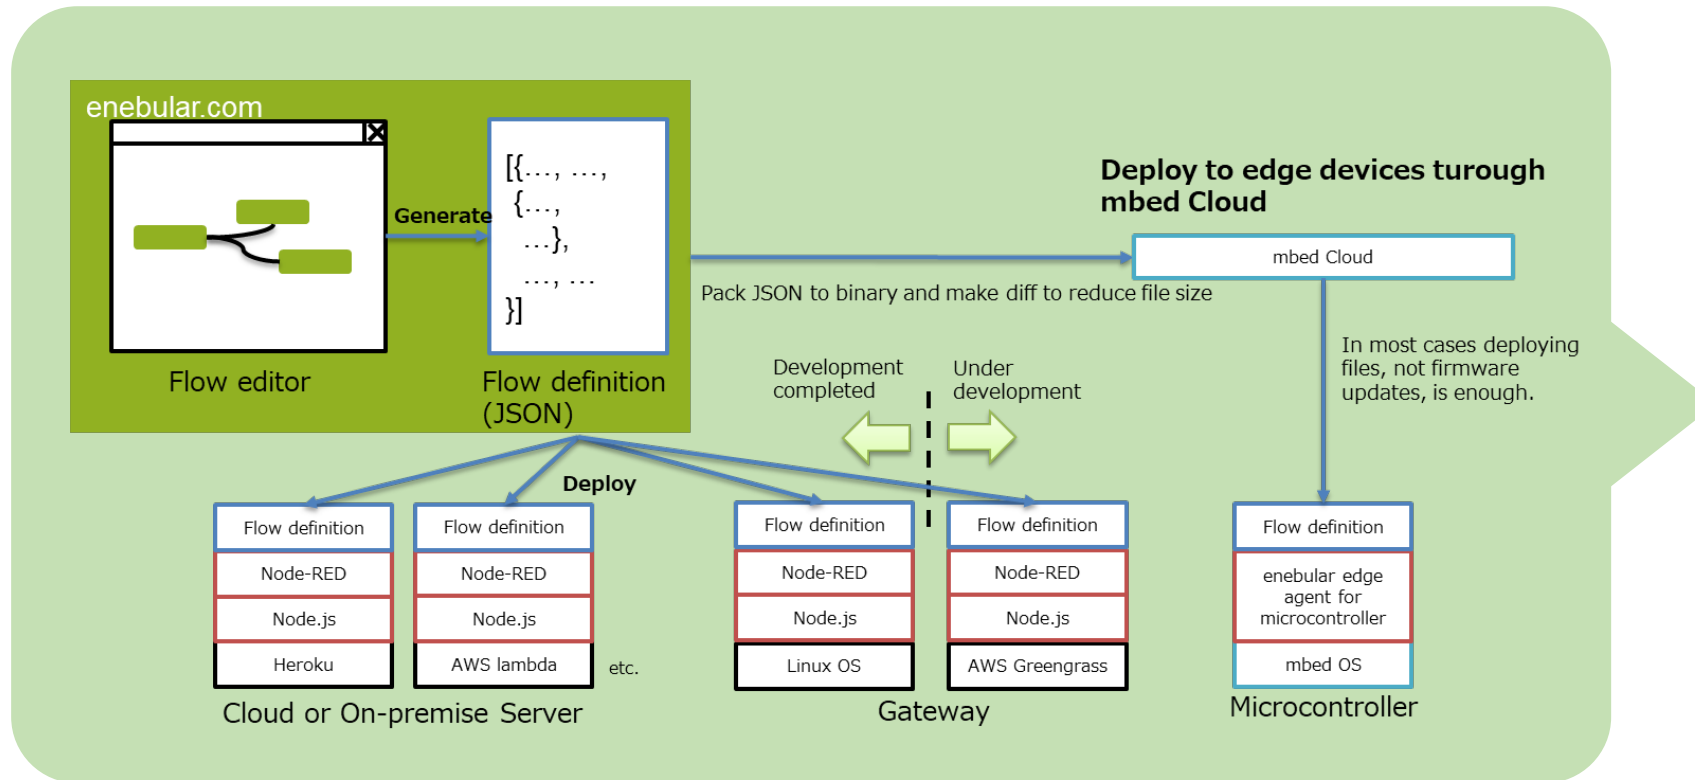 enebular.com
[{…, …,
{…,
…},
…, …
}]
Generate
Flow editor
Flow definition
(JSON)
Deploy to edge devices turough
mbed Cloud
mbed Cloud
Pack JSON to binary and make diff to reduce file size
In most cases deploying
files, not firmware
updates, is enough.
Development
completed
Under
development
Deploy
Flow definition
Node-RED
Node.js
Heroku
Flow definition
Node-RED
Node.js
AWS lambda
etc.
Cloud or On-premise Server
Flow definition
Node-RED
Node.js
Linux OS
Flow definition
Node-RED
Node.js
AWS Greengrass
Gateway
Flow definition
enebular edge
agent for
microcontroller
mbed OS
Microcontroller